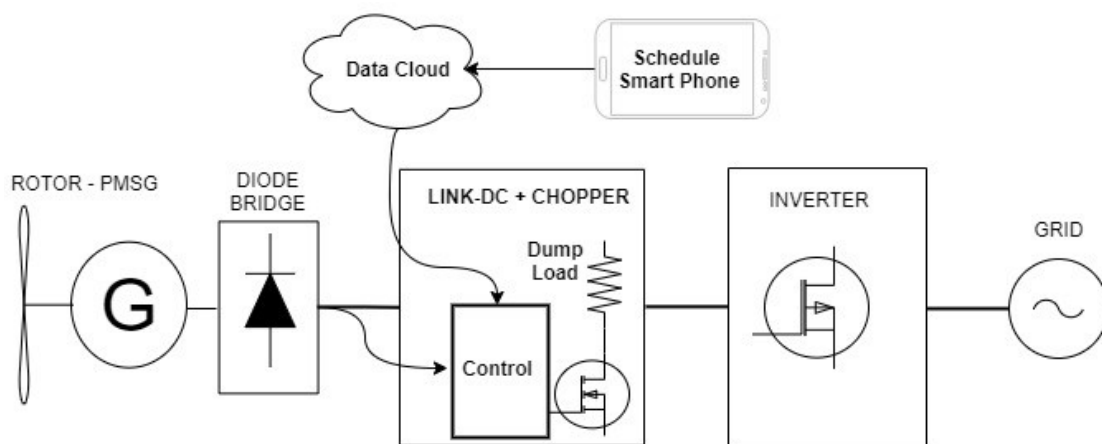 Schedule
Smart Phone
Data Cloud
ROTOR - PMSG
DIODE
BRIDGE
LINK-DC + CHOPPER
INVERTER
GRID
Dump
Load
G
Control